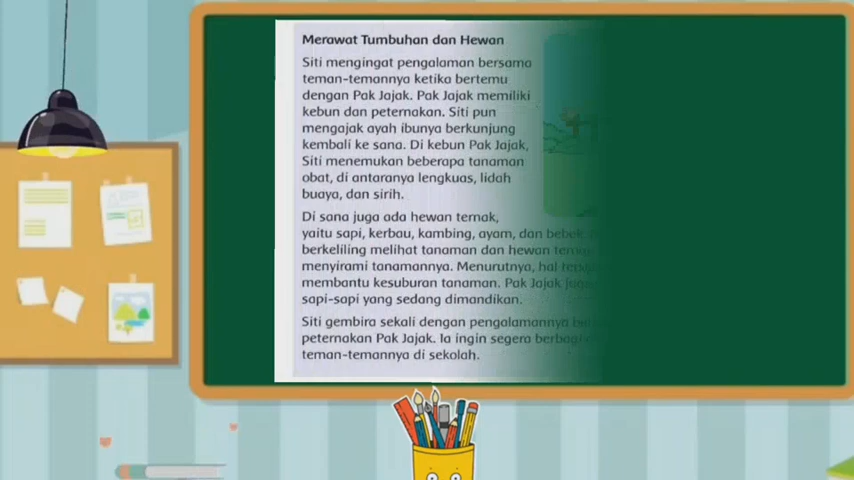 Merawat Tumbuhan dan Hewan
Siti mengingat pengalaman bersama
teman-temannya ketika bertemu
dengan Pak Jajak. Pak Jajak memiliki
kebun dan peternakan. Siti pun
mengajak ayah ibunya berkunjung
kembali ke sana. Di kebun Pak Jajak,
Siti menemukan beberapa tanaman
obat, di antaranya lengkuas, lidah
buaya, dan sirih.
Di sana juga ada hewan ternak,
yaitu sapi, kerbau, kambing, ayam, dan bebek.
berkeliling melihat tanaman dan hewan
menyirami tanamannya. Menurutnya, hal
membantu kesuburan tanaman. Pak Jajak
sapi-sapi yang sedang dimandikan.
Siti gembira sekali dengan pengalamannya
peternakan Pak Jajak. Ia ingin segera
teman-temannya di sekolah.